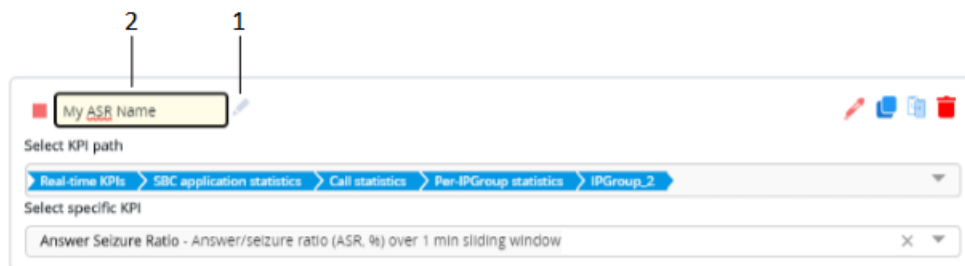 2 1
My ASR Name
Select KPI path
Real-time KPIs SBC application statistics Call statistics Per-IPGroup statistics IPGroup_2
Select specific KPI
Answer Seizure Ratio - Answer/seizure ratio (ASR, %) over 1 min sliding window